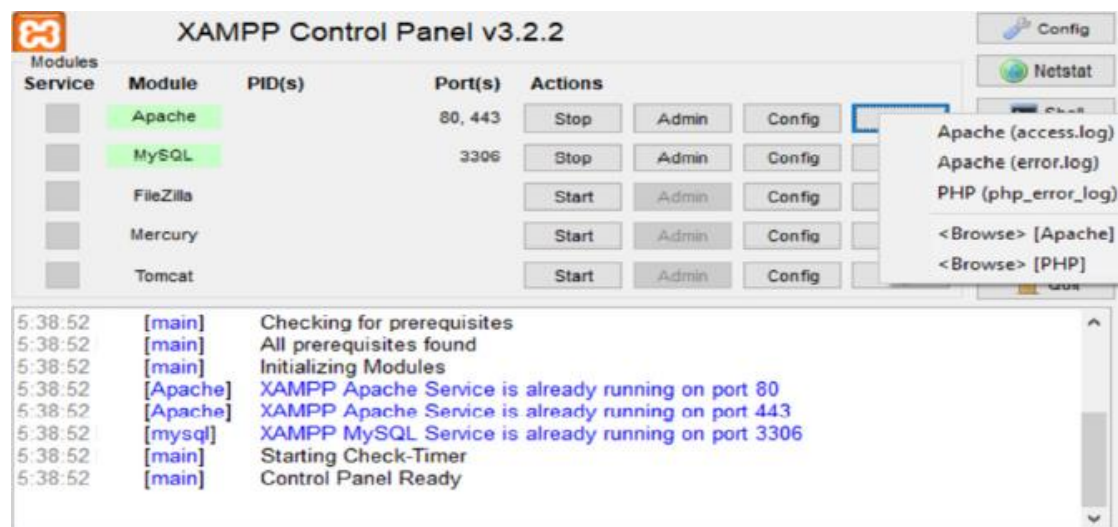 XAMPP Control Panel v3.2.2
Config
Netstat
Modules
Service Module PID(s) Port(s) Actions
Apache 80, 443 Stop Admin Config
MySQL 3306 Stop Admin Config
FileZilla Start Admin Config
Mercury Start Admin Config
Tomcat Start Admin Config
Apache (access.log)
Apache (error.log)
PHP (php_error_log)
<Browse> [Apache]
<Browse> [PHP]
5:38:52 [main] Checking for prerequisites
5:38:52 [main] All prerequisites found
5:38:52 [main] Initializing Modules
5:38:52 [Apache] XAMPP Apache Service is already running on port 80
5:38:52 [Apache] XAMPP Apache Service is already running on port 443
5:38:52 [mysql] XAMPP MySQL Service is already running on port 3306
5:38:52 [main] Starting Check-Timer
5:38:52 [main] Control Panel Ready